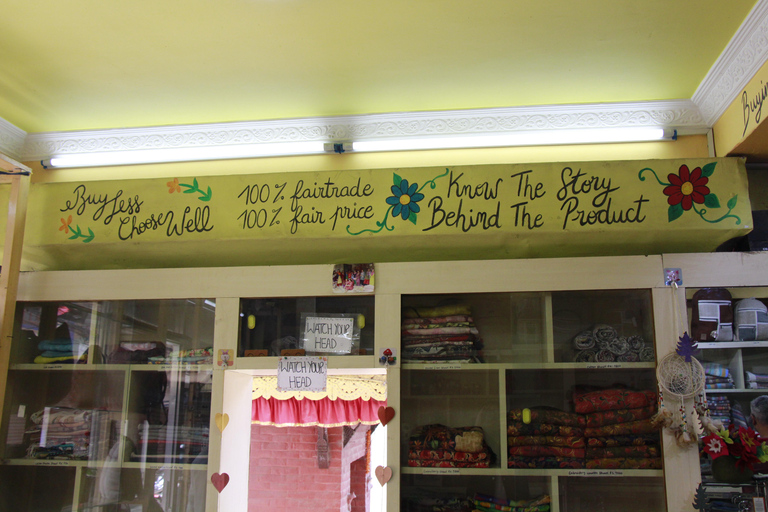 Buy Less
Choose Well
100% fairtrade
100% fair price
Know The Story
Behind The Product
WATCH YOUR
HEAD
WATCH YOUR
HEAD